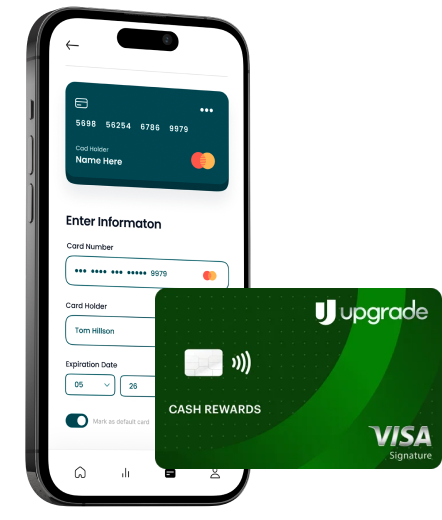 5698 56254 6786 9979
Cad Holder
Name Here
Enter Informaton
Card Number
••• •••• ••• ••••• 9979
Card Holder
Tom Hillson
Expiration Date
05
26
Mark as default card
upgrade
CASH REWARDS
VISA
Signature